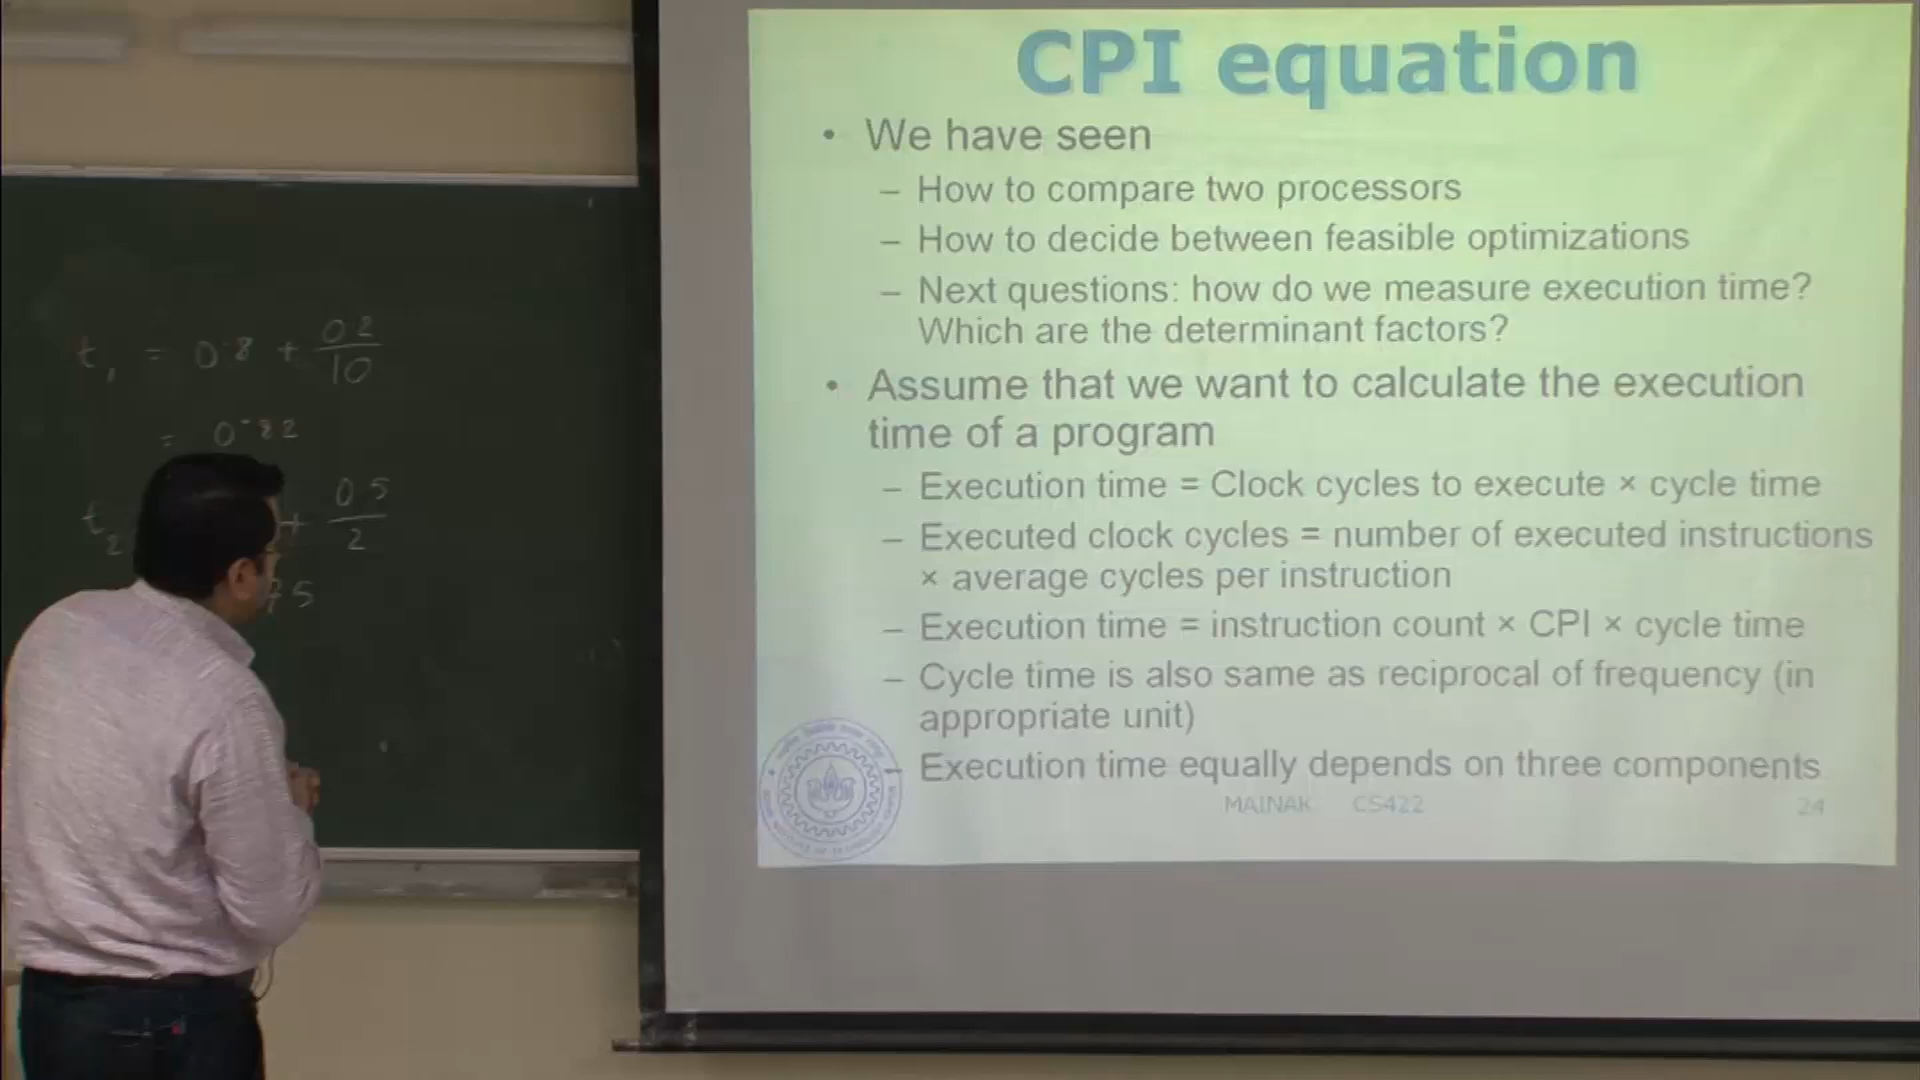 t₁ = 0.8 + 0.2/10
= 0.82
t₂ + 0.5/2
75
CPI equation
• We have seen
– How to compare two processors
– How to decide between feasible optimizations
– Next questions: how do we measure execution time?
Which are the determinant factors?
• Assume that we want to calculate the execution
time of a program
– Execution time = Clock cycles to execute × cycle time
– Executed clock cycles = number of executed instructions
× average cycles per instruction
– Execution time = instruction count × CPI × cycle time
– Cycle time is also same as reciprocal of frequency (in
appropriate unit)
– Execution time equally depends on three components
MAINAK CS422
24